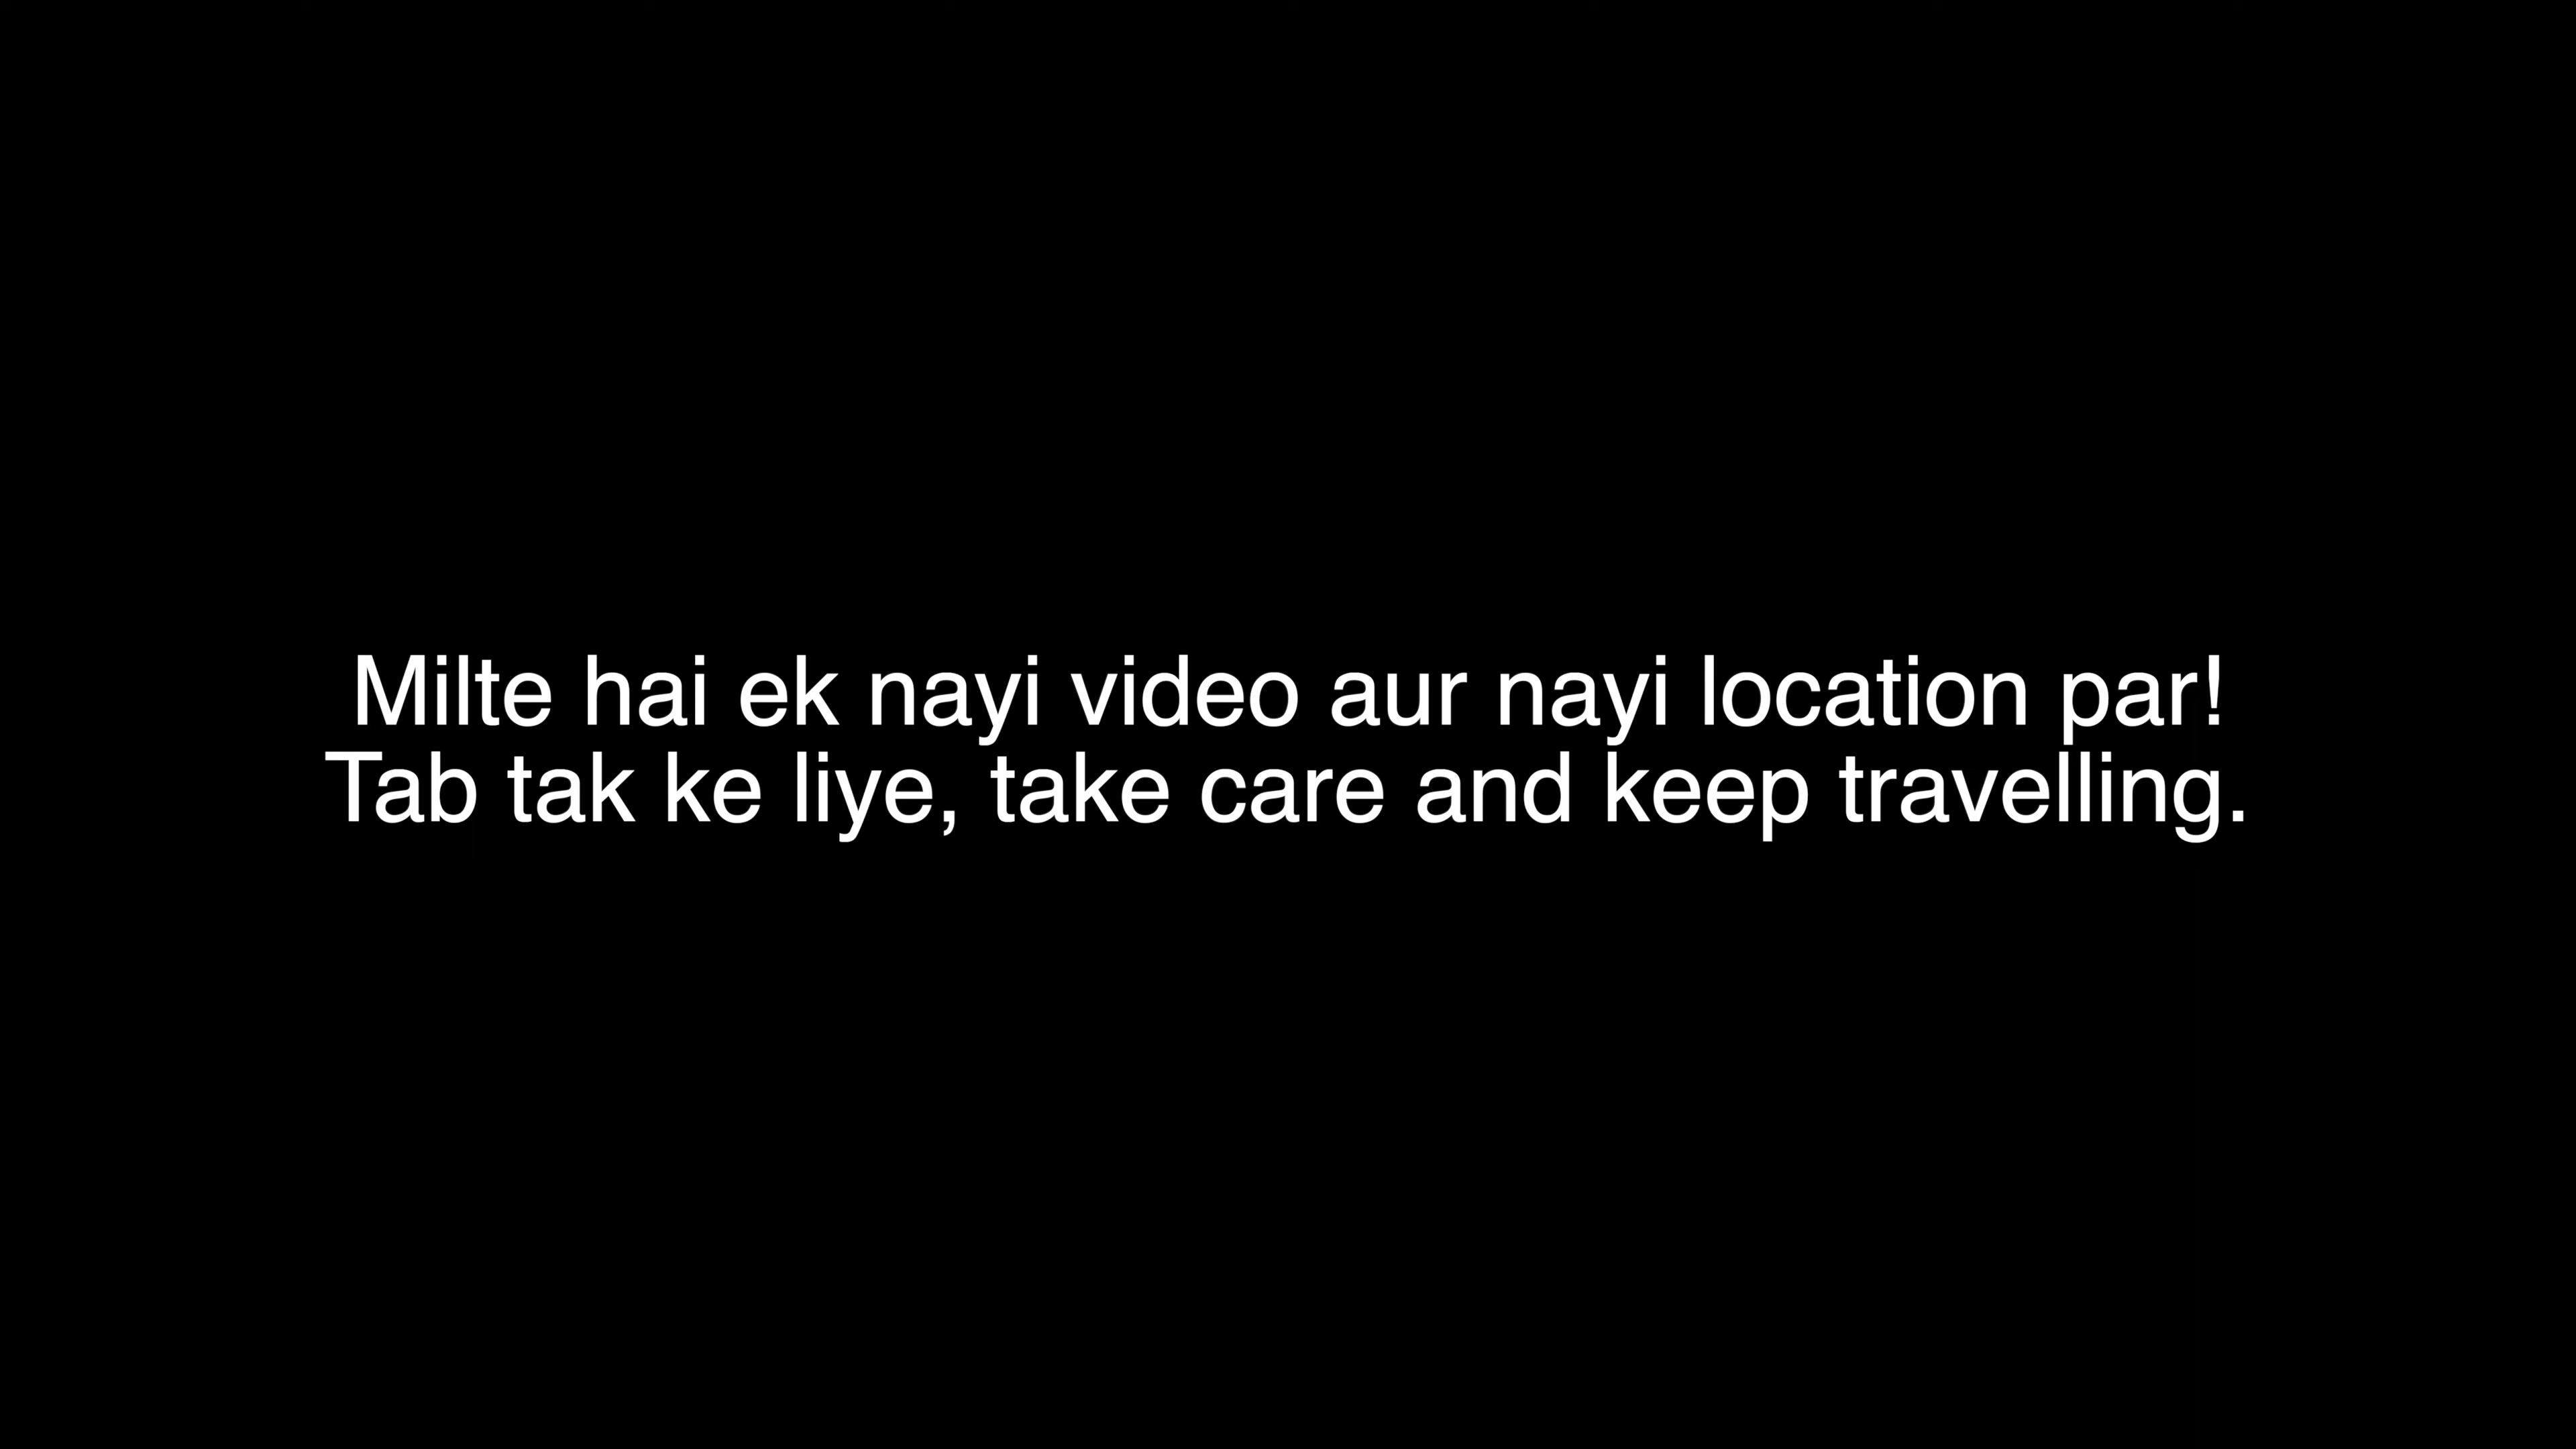 Milte hai ek nayi video aur nayi location par!
Tab tak ke liye, take care and keep travelling.